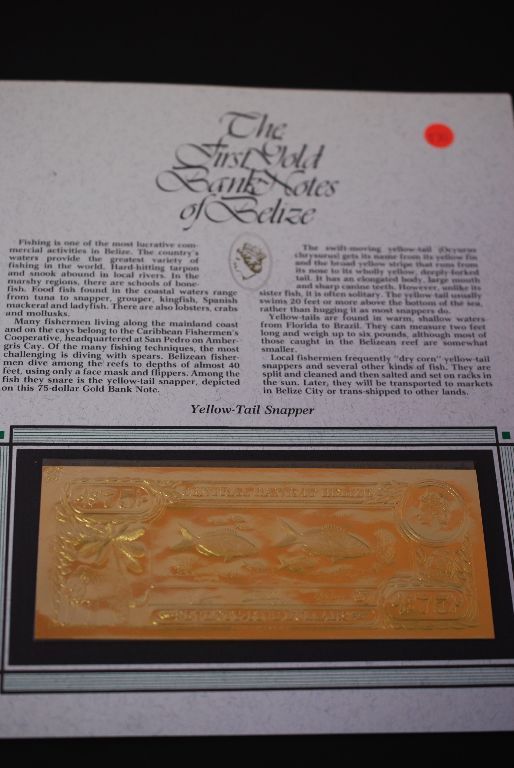 The
First Gold
Bank Notes
of Belize
Fishing is one of the most lucrative com-
mercial activities in Belize. The country's
waters provide the greatest variety of
fishing in the world. Hard-hitting tarpon
and snook abound in local rivers. In the
marshy regions, there are schools of bone-
fish. Food fish found in the coastal waters range
from tuna to snapper, grouper, kingfish, Spanish
mackeral and ladyfish. There are also lobsters, crabs
and mollusks.
Many fishermen living along the mainland coast
and on the cays belong to the Caribbean Fishermen's
Cooperative, headquartered at San Pedro on Amber-
gris Cay. Of the many fishing techniques, the most
challenging is diving with spears. Belizean fisher-
men dive among the reefs to depths of almost 40
feet, using only a face mask and flippers. Among the
fish they snare is the yellow-tail snapper, depicted
on this 75-dollar Gold Bank Note.
The swift-moving yellow-tail (Ocyurus
chrysurus) gets its name from its yellow fin
and the broad yellow stripe that runs from
its nose to its wholly yellow, deeply-forked
tail. It has an elongated body, large mouth
and sharp canine teeth. However, unlike its
sister fish, it is often solitary. The yellow-tail usually
swims 20 feet or more above the bottom of the sea,
rather than hugging it as most snappers do.
Yellow-tails are found in warm, shallow waters
from Florida to Brazil. They can measure two feet
long and weigh up to six pounds, although most of
those caught in the Belizean reef are somewhat
smaller.
Local fishermen frequently "dry corn" yellow-tail
snappers and several other kinds of fish. They are
split and cleaned and then salted and set on racks in
the sun. Later, they will be transported to markets
in Belize City or trans-shipped to other lands.
Yellow-Tail Snapper
$75
CENTRAL BANK OF BELIZE
$75